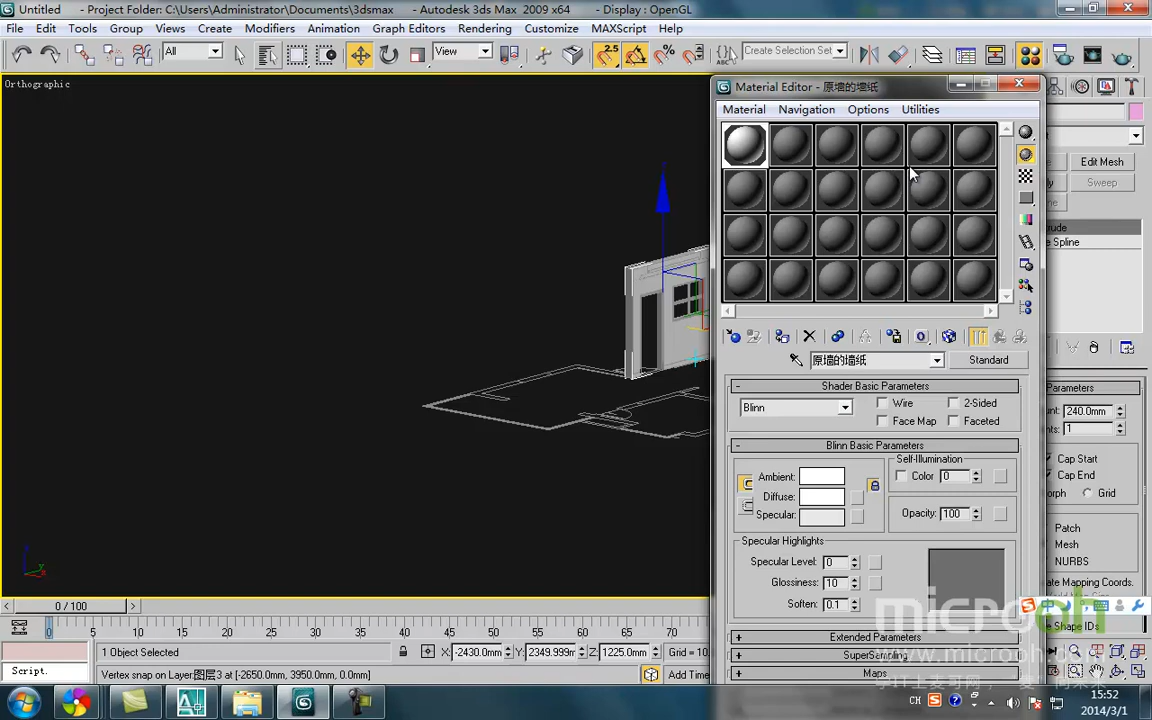 Untitled - Project Folder: C:\Users\Administrator\Documents\3dsmax - Autodesk 3ds Max 2009 x64 - Display : OpenGL
File Edit Tools Group Views Create Modifiers Animation Graph Editors Rendering Customize MAXScript Help
All
View
2.5
Create Selection Set
Orthographic
Material Editor - 原墙的墙纸
Material Navigation Options Utilities
Edit Mesh
Sweep
Spline
原墙的墙纸
Standard
Shader Basic Parameters
Blinn
Wire
2-Sided
Face Map
Faceted
Blinn Basic Parameters
Self-Illumination
Ambient:
Color 0
Diffuse:
Specular:
Opacity: 100
Specular Highlights
Specular Level: 0
Glossiness: 10
Soften: 0.1
Extended Parameters
SuperSampling
Maps
Parameters
240.0mm
1
Cap Start
Cap End
Grid
Patch
Mesh
NURBS
Mapping Coords.
Shape IDs
microoh
www.microoh.com
0 / 100
0 5 10 15 20 25 30 35 40 45 50 55 60 65 70
1 Object Selected
X: -2430.0mm Y: 2349.999m Z: 1225.0mm Grid = 10.
Script.
Vertex snap on Layer:图层3 at [-2650.0mm, 3950.0mm, 0.0mm]
Add Time
CH
15:52
2014/3/1